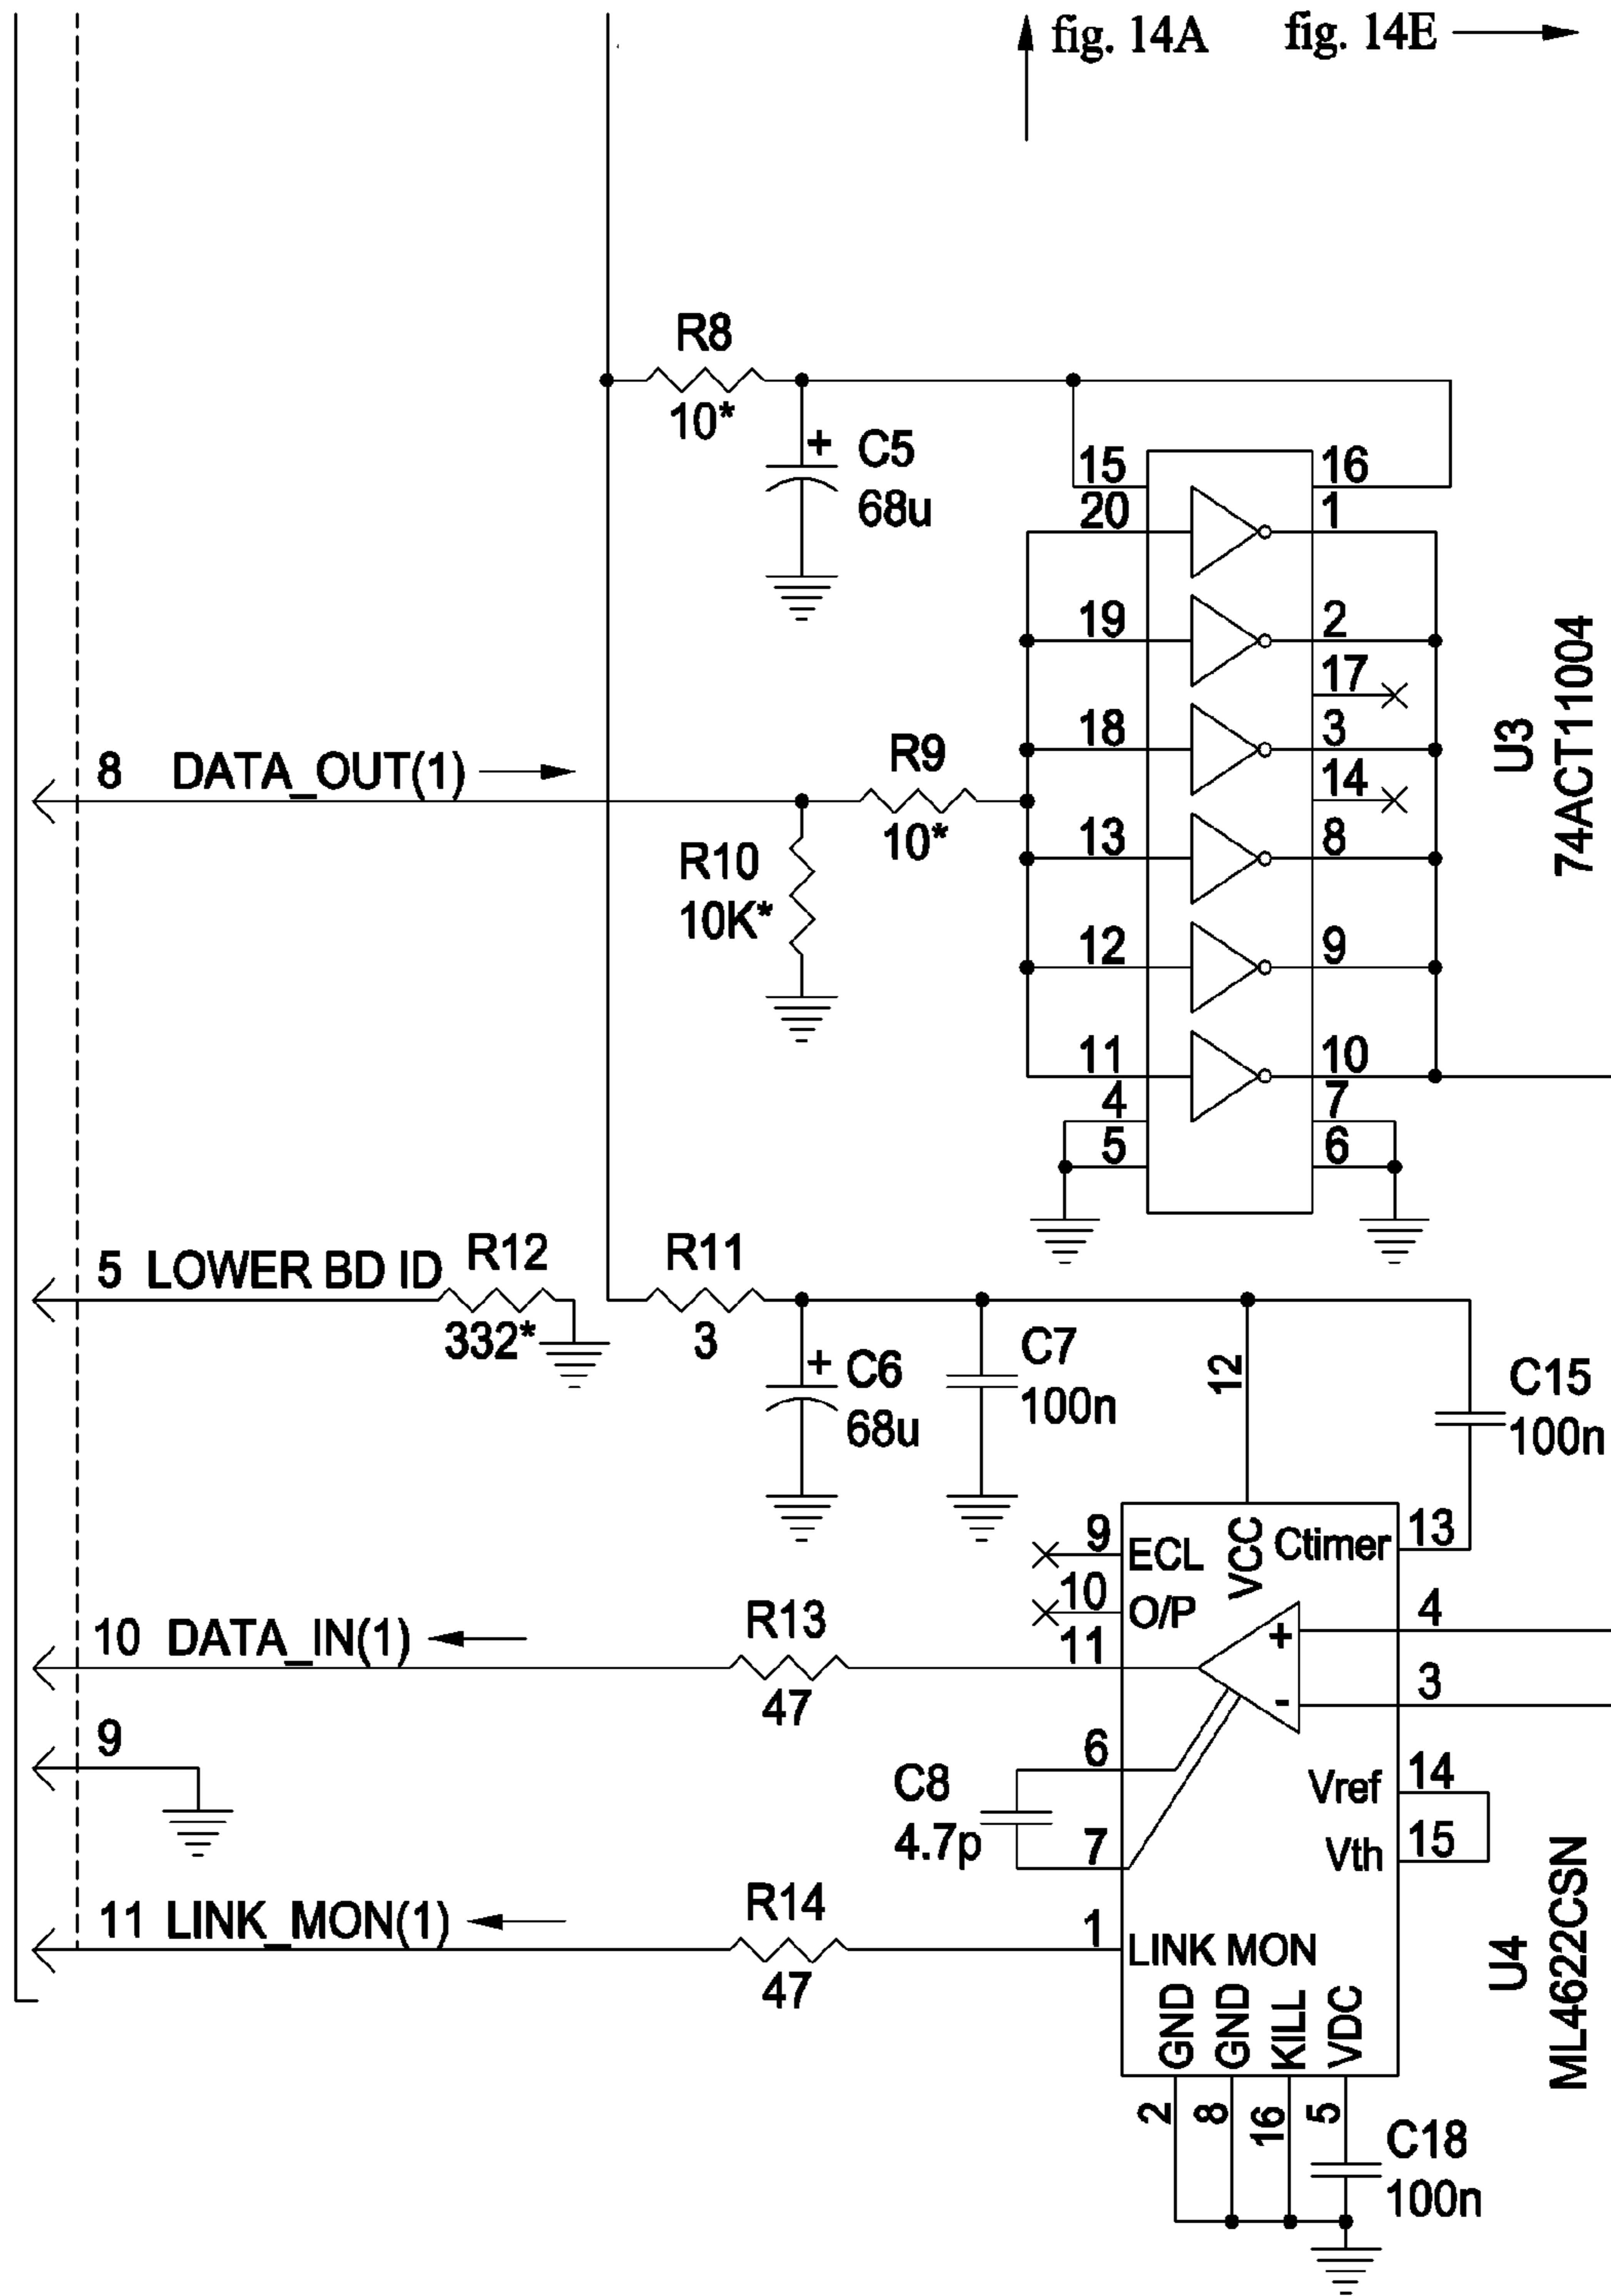 fig. 14A fig. 14E
R8
10*
+ C5
68u
15 16
20 1
19 2
17
18 3
14
13 8
12 9
11 10
4 7
5 6
U3
74ACT11004
8 DATA_OUT(1)
R9
10*
R10
10K*
5 LOWER BD ID
R12
332*
R11
3
+ C6
68u
C7
100n
12
C15
100n
9 ECL
10 O/P
11
VCC
Ctimer 13
+ 4
- 3
10 DATA_IN(1)
R13
47
9
6
C8
4.7p
7
Vref 14
Vth 15
11 LINK_MON(1)
R14
47
1 LINK MON
GND GND KILL VDC
2 8 16 5
C18
100n
U4
ML4622CSN